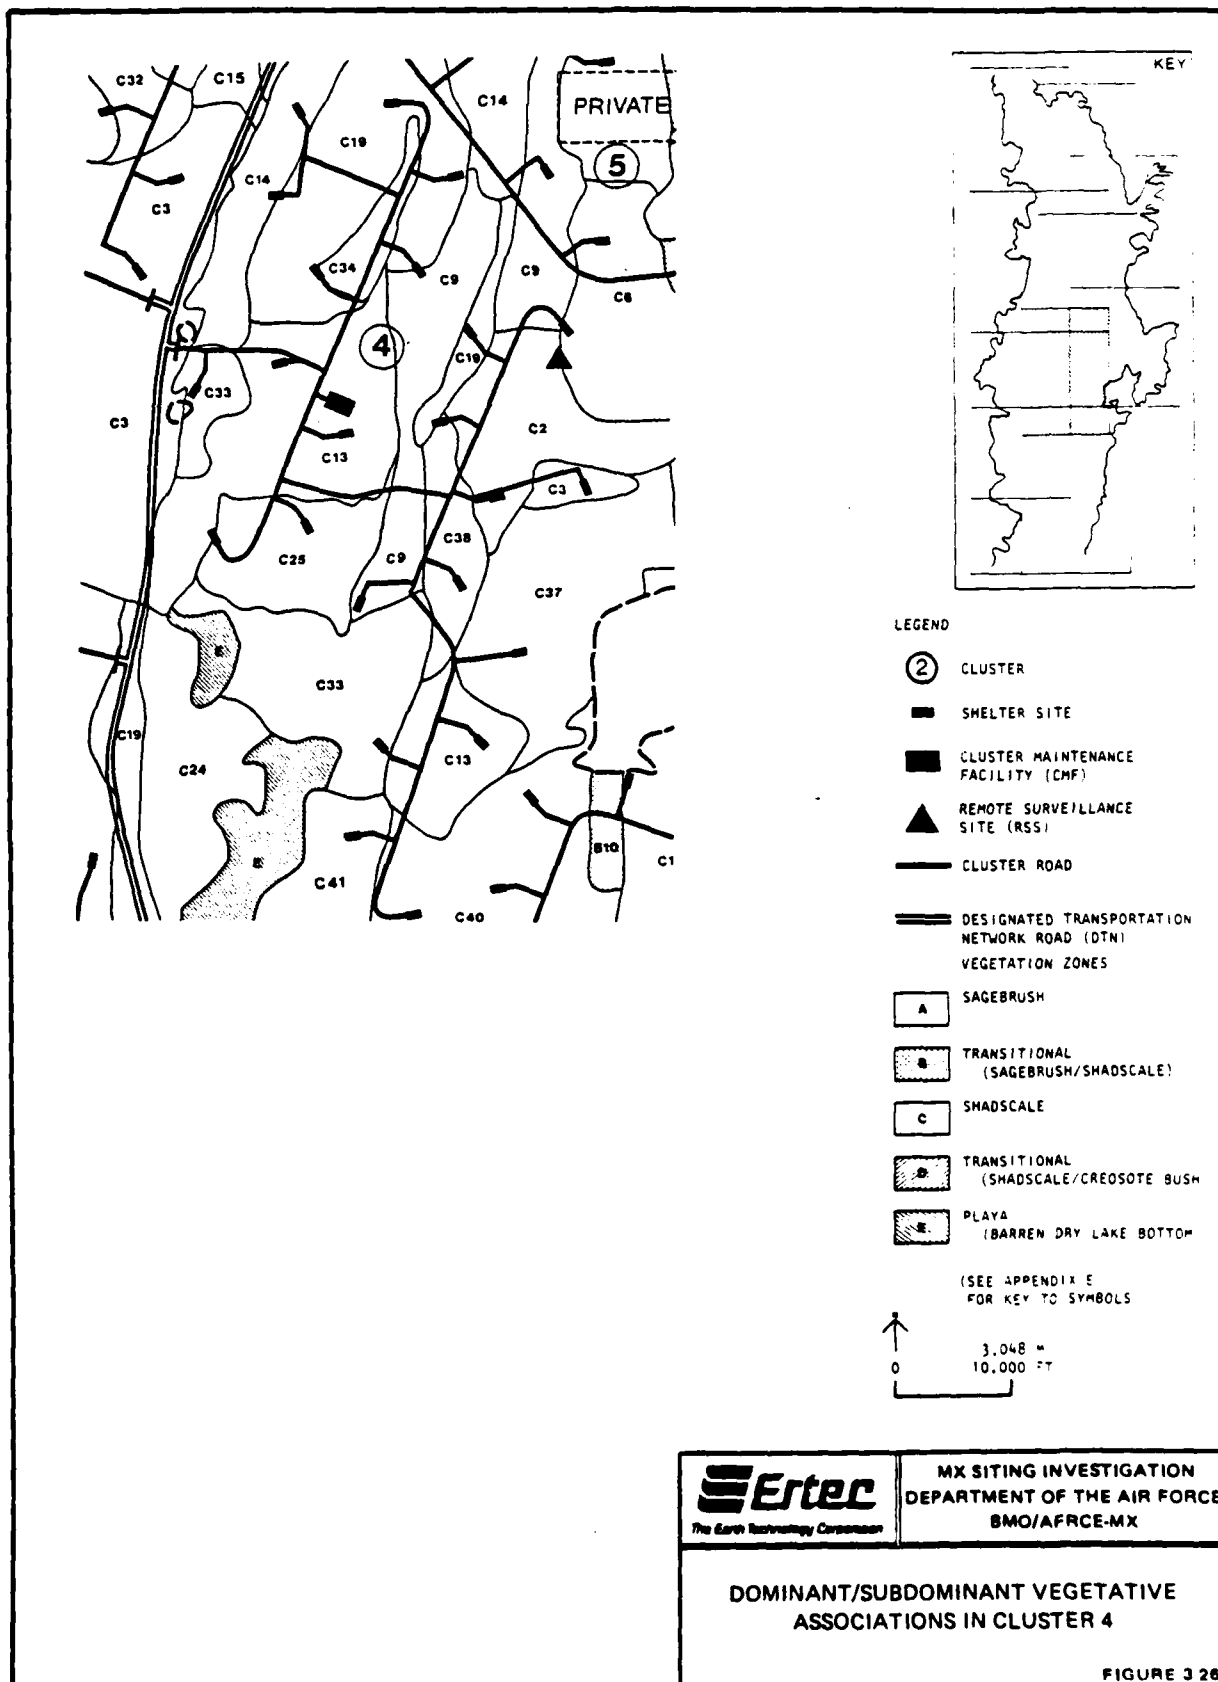 KEY
C32
C15
C14
PRIVATE
C19
C14
5
C3
C34
C9
C9
C6
4
C19
C33
C3
C2
C13
C3
C38
C25
C9
C37
E
C33
C19
C24
C13
E
B10
C1
C41
C40
LEGEND
2 CLUSTER
SHELTER SITE
CLUSTER MAINTENANCE
FACILITY (CMF)
REMOTE SURVEILLANCE
SITE (RSS)
CLUSTER ROAD
DESIGNATED TRANSPORTATION
NETWORK ROAD (DTN)
VEGETATION ZONES
A SAGEBRUSH
B TRANSITIONAL
(SAGEBRUSH/SHADSCALE)
C SHADSCALE
D TRANSITIONAL
(SHADSCALE/CREOSOTE BUSH
E PLAYA
(BARREN DRY LAKE BOTTOM
(SEE APPENDIX E
FOR KEY TO SYMBOLS
3,048 M
0 10,000 FT
Ertec
The Earth Technology Corporation
MX SITING INVESTIGATION
DEPARTMENT OF THE AIR FORCE
BMO/AFRCE-MX
DOMINANT/SUBDOMINANT VEGETATIVE
ASSOCIATIONS IN CLUSTER 4
FIGURE 3 26